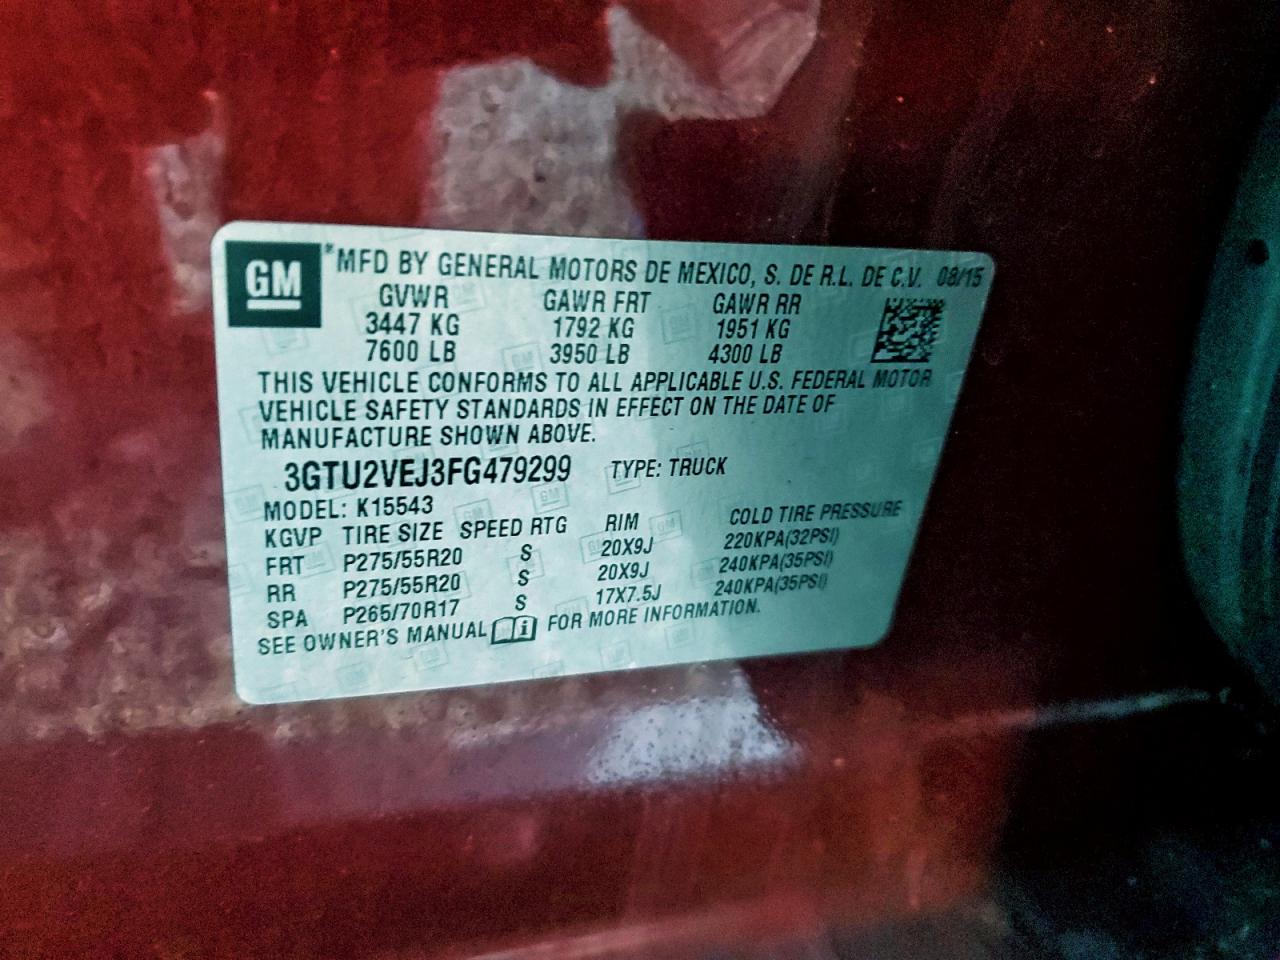 GM *MFD BY GENERAL MOTORS DE MEXICO, S. DE R.L. DE C.V. 08/15
GVWR GAWR FRT GAWR RR
3447 KG 1792 KG 1951 KG
7600 LB 3950 LB 4300 LB
THIS VEHICLE CONFORMS TO ALL APPLICABLE U.S. FEDERAL MOTOR
VEHICLE SAFETY STANDARDS IN EFFECT ON THE DATE OF
MANUFACTURE SHOWN ABOVE.
3GTU2VEJ3FG479299 TYPE: TRUCK
MODEL: K15543
KGVP TIRE SIZE SPEED RTG RIM COLD TIRE PRESSURE
FRT P275/55R20 S 20X9J 220KPA(32PSI)
RR P275/55R20 S 20X9J 240KPA(35PSI)
SPA P265/70R17 S 17X7.5J 240KPA(35PSI)
SEE OWNER'S MANUAL i FOR MORE INFORMATION.